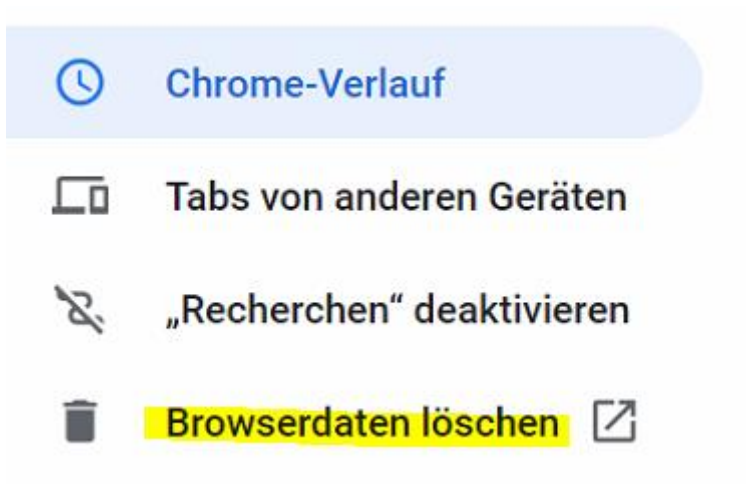 Chrome-Verlauf
Tabs von anderen Geräten
„Recherchen“ deaktivieren
Browserdaten löschen